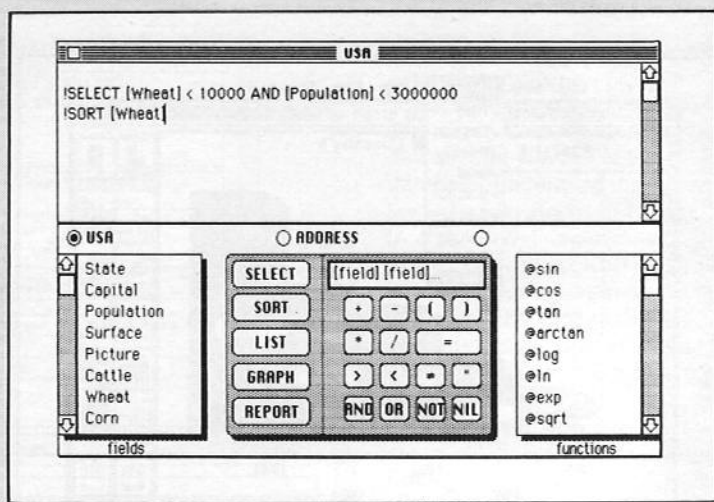 USA
!SELECT [Wheat] < 10000 AND [Population] < 3000000
!SORT [Wheat]
USA
ADDRESS
State
Capital
Population
Surface
Picture
Cattle
Wheat
Corn
fields
SELECT
SORT
LIST
GRAPH
REPORT
[field] [field]...
+ - ( )
* / =
> < ≠ "
AND OR NOT NIL
@sin
@cos
@tan
@arctan
@log
@ln
@exp
@sqrt
functions